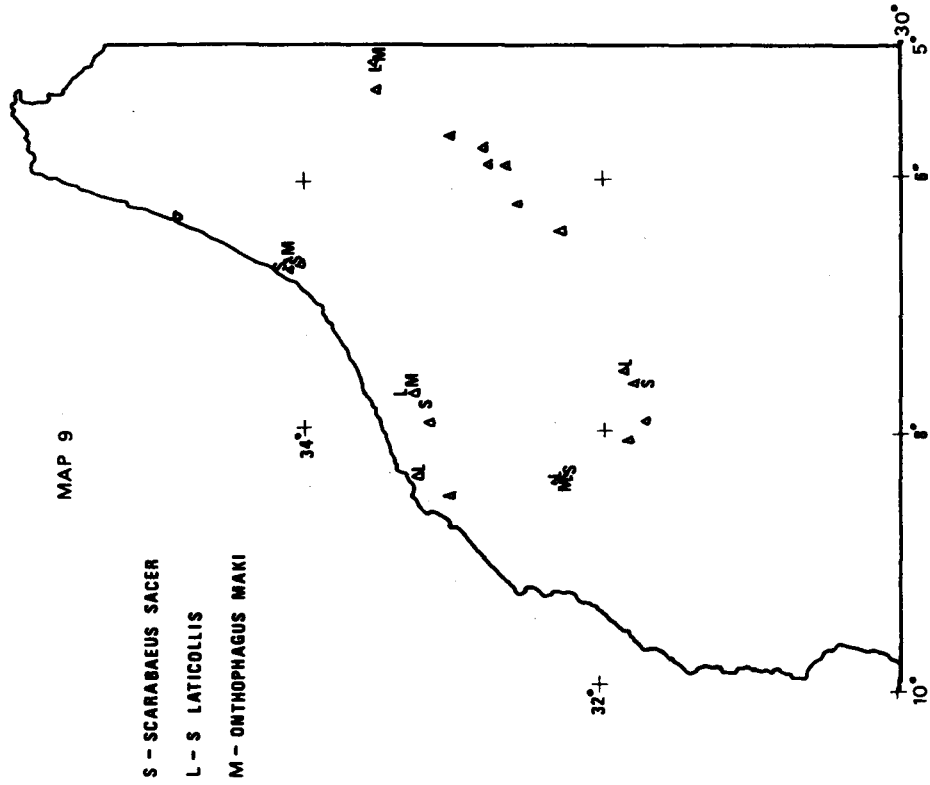 MAP 9
S – SCARABAEUS SACER
L – S LATICOLLIS
M – ONTHOPHAGUS MAKI
S
M
S
34°
L M
L
M
L
S
L
M S
32°
L
S
30°
10° 8° 6° 5°